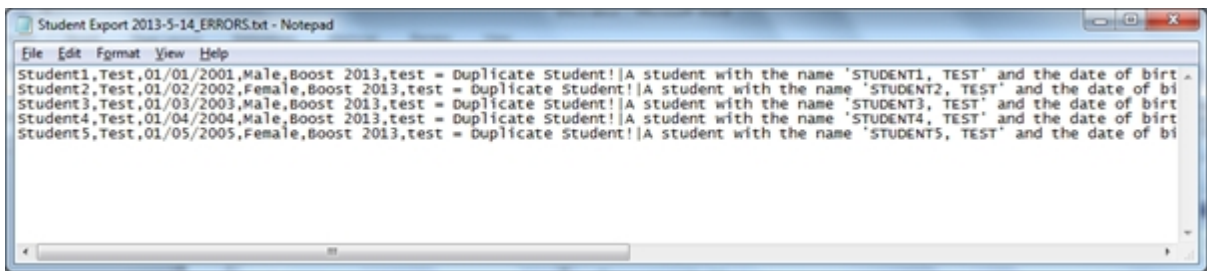 Student Export 2013-5-14_ERRORS.txt - Notepad
File Edit Format View Help
Student1,Test,01/01/2001,Male,Boost 2013,test = Duplicate Student!|A student with the name 'STUDENT1, TEST' and the date of birt
Student2,Test,01/02/2002,Female,Boost 2013,test = Duplicate Student!|A student with the name 'STUDENT2, TEST' and the date of bi
Student3,Test,01/03/2003,Male,Boost 2013,test = Duplicate Student!|A student with the name 'STUDENT3, TEST' and the date of birt
Student4,Test,01/04/2004,Male,Boost 2013,test = Duplicate Student!|A student with the name 'STUDENT4, TEST' and the date of birt
Student5,Test,01/05/2005,Female,Boost 2013,test = Duplicate Student!|A student with the name 'STUDENT5, TEST' and the date of bi